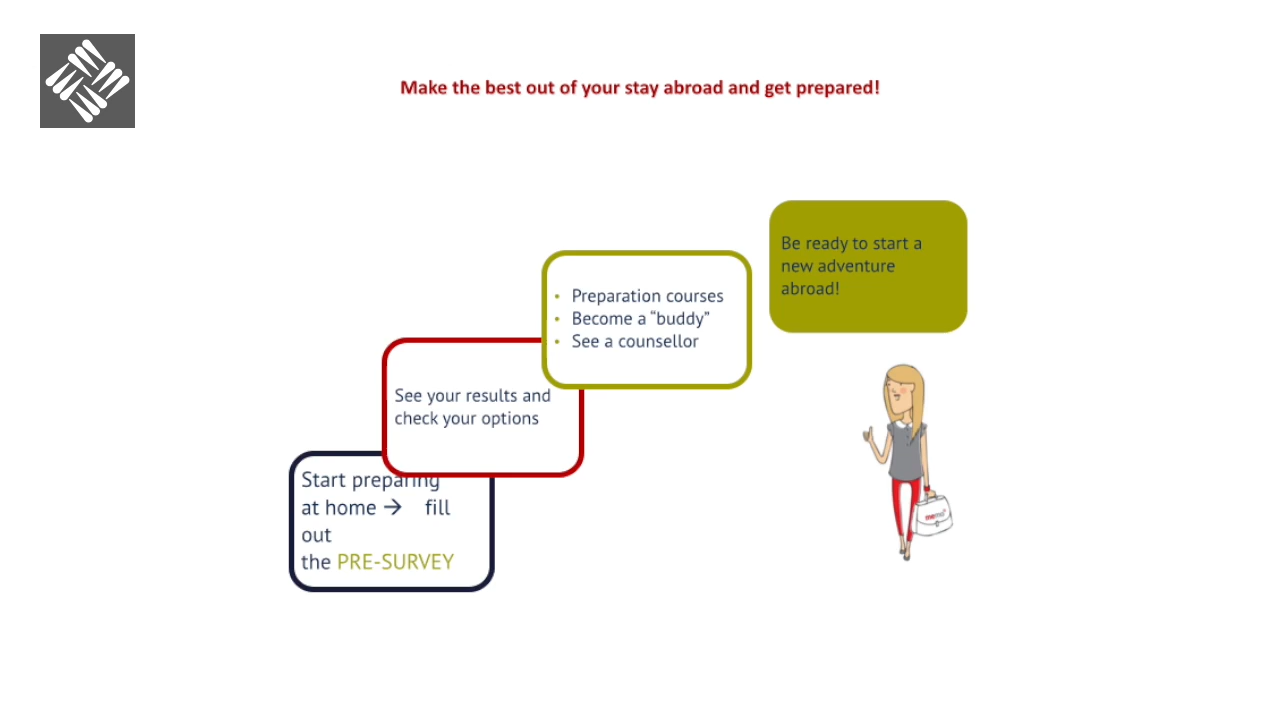 Make the best out of your stay abroad and get prepared!
Be ready to start a
new adventure
abroad!
• Preparation courses
• Become a “buddy”
• See a counsellor
See your results and
check your options
Start preparing
at home → fill
out
the PRE-SURVEY
memo